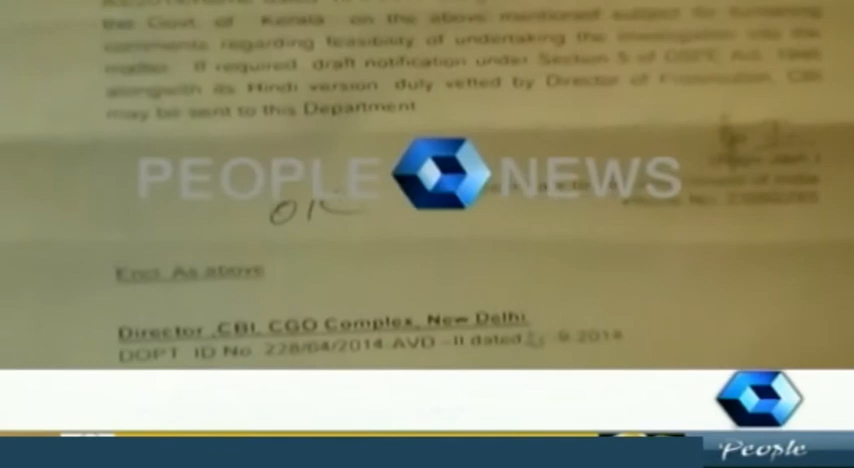 the Govt. of Kerala on the above mentioned subject for furnishing
comments regarding feasibility of undertaking the investigation into the
matter. If required draft notification under Section 5 of DSPE Act, 1946
alongwith its Hindi version duly vetted by Director of Prosecution, CBI
may be sent to this Department
PEOPLE NEWS
Encl. As above
Director ,CBI, CGO Complex, New Delhi.
DOPT ID No. 228/64/2014-AVD-II dated .9.2014
People